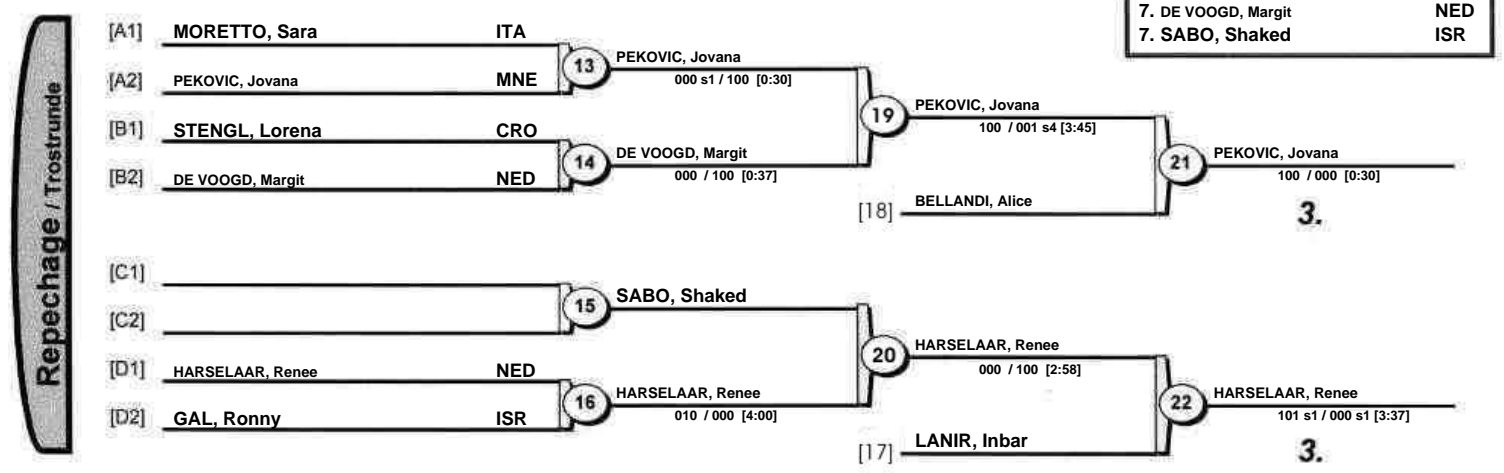 7. DE VOOGD, Margit NED
7. SABO, Shaked ISR
Repechage / Trostrunde
[A1] MORETTO, Sara ITA
13 PEKOVIC, Jovana
000 s1 / 100 [0:30]
[A2] PEKOVIC, Jovana MNE
19 PEKOVIC, Jovana
100 / 001 s4 [3:45]
[B1] STENGL, Lorena CRO
14 DE VOOGD, Margit
000 / 100 [0:37]
[B2] DE VOOGD, Margit NED
21 PEKOVIC, Jovana
100 / 000 [0:30]
[18] BELLANDI, Alice
3.
[C1]
15 SABO, Shaked
[C2]
20 HARSELAAR, Renee
000 / 100 [2:58]
[D1] HARSELAAR, Renee NED
16 HARSELAAR, Renee
010 / 000 [4:00]
[D2] GAL, Ronny ISR
22 HARSELAAR, Renee
101 s1 / 000 s1 [3:37]
[17] LANIR, Inbar
3.